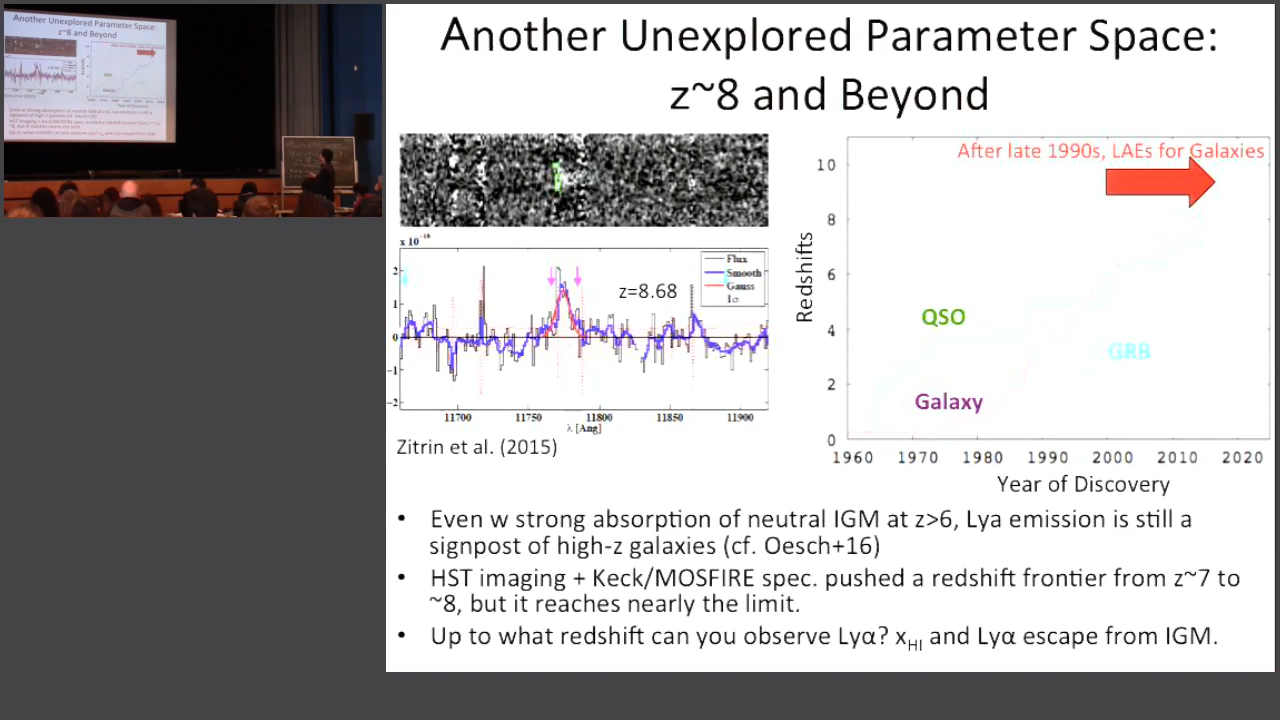 Another Unexplored Parameter Space:
z~8 and Beyond
Another Unexplored Parameter Space:
z~8 and Beyond
x 10⁻¹⁸
2
1
0
−1
−2
z=8.68
Flux
Smooth
Gauss
1σ
11700 11750 11800 11850 11900
λ [Ang]
Zitrin et al. (2015)
After late 1990s, LAEs for Galaxies
Redshifts
10
8
6
4
2
0
QSO
GRB
Galaxy
1960 1970 1980 1990 2000 2010 2020
Year of Discovery
• Even w strong absorption of neutral IGM at z>6, Lya emission is still a
signpost of high-z galaxies (cf. Oesch+16)
• HST imaging + Keck/MOSFIRE spec. pushed a redshift frontier from z~7 to
~8, but it reaches nearly the limit.
• Up to what redshift can you observe Lyα? xHI and Lyα escape from IGM.